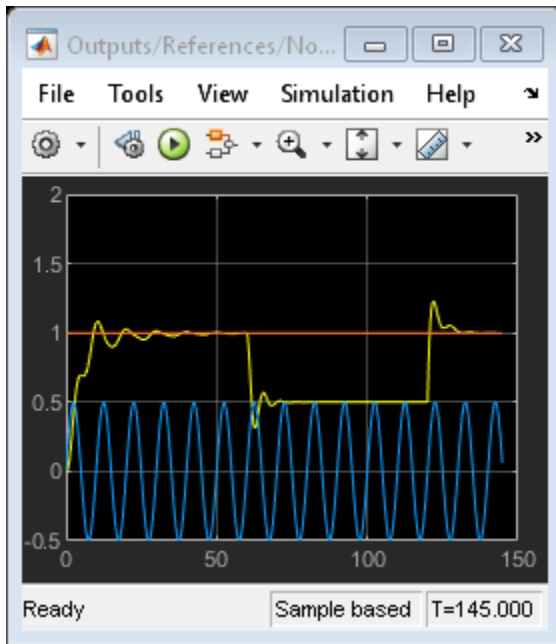 Outputs/References/No...
File Tools View Simulation Help
2
1.5
1
0.5
0
-0.5
0 50 100 150
Ready Sample based T=145.000